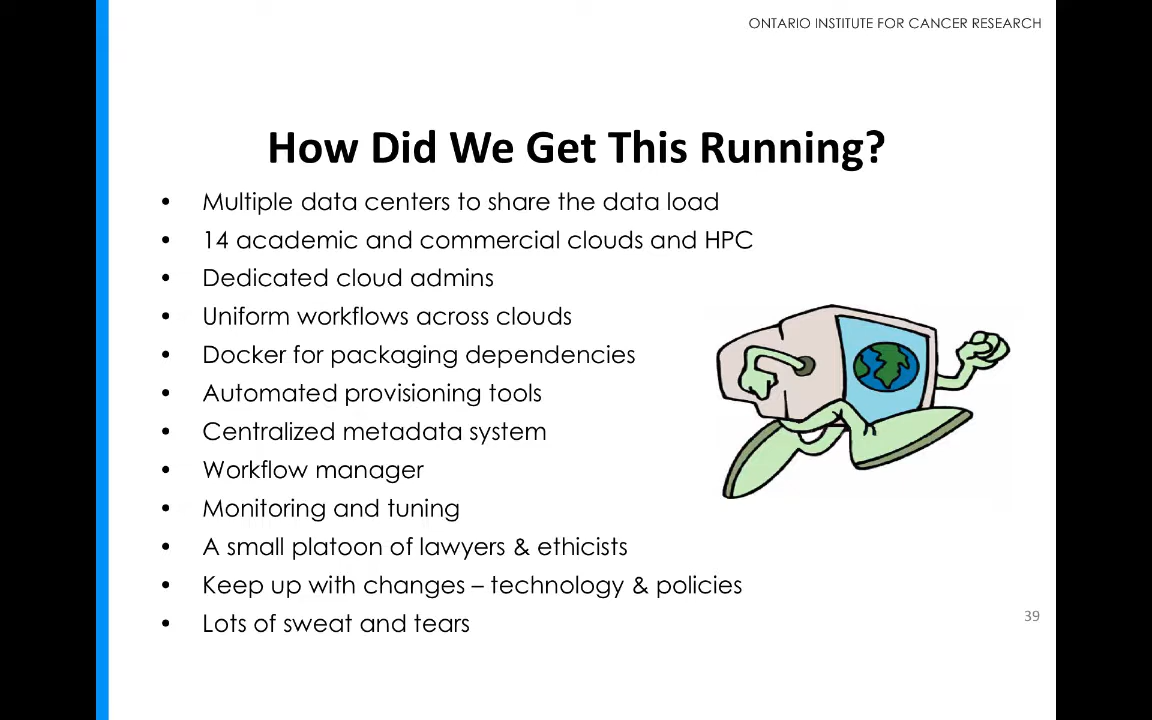 ONTARIO INSTITUTE FOR CANCER RESEARCH
How Did We Get This Running?
• Multiple data centers to share the data load
• 14 academic and commercial clouds and HPC
• Dedicated cloud admins
• Uniform workflows across clouds
• Docker for packaging dependencies
• Automated provisioning tools
• Centralized metadata system
• Workflow manager
• Monitoring and tuning
• A small platoon of lawyers & ethicists
• Keep up with changes – technology & policies
• Lots of sweat and tears
39